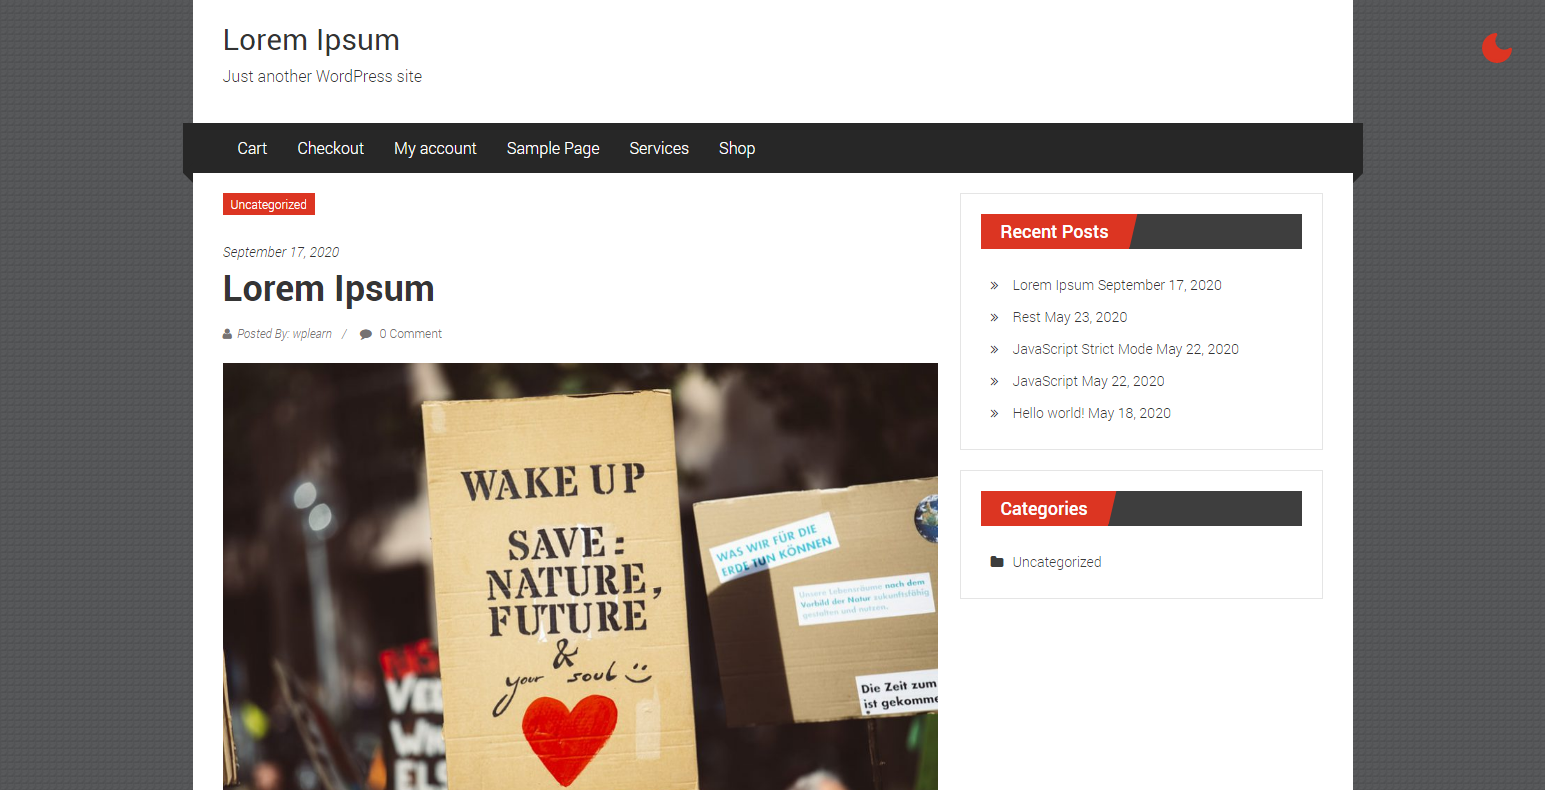 Lorem Ipsum
Just another WordPress site
Cart Checkout My account Sample Page Services Shop
Uncategorized
September 17, 2020
Lorem Ipsum
Posted By: wplearn / 0 Comment
WAKE UP
SAVE:
NATURE,
FUTURE
&
your soul
WAS WIR FÜR DIE
ERDE TUN KÖNNEN
Unsere Lebensräume nach dem
Vorbild der Natur zukunftsfähig
gestalten und nutzen.
Die Zeit zum
ist gekomme
Recent Posts
Lorem Ipsum September 17, 2020
Rest May 23, 2020
JavaScript Strict Mode May 22, 2020
JavaScript May 22, 2020
Hello world! May 18, 2020
Categories
Uncategorized